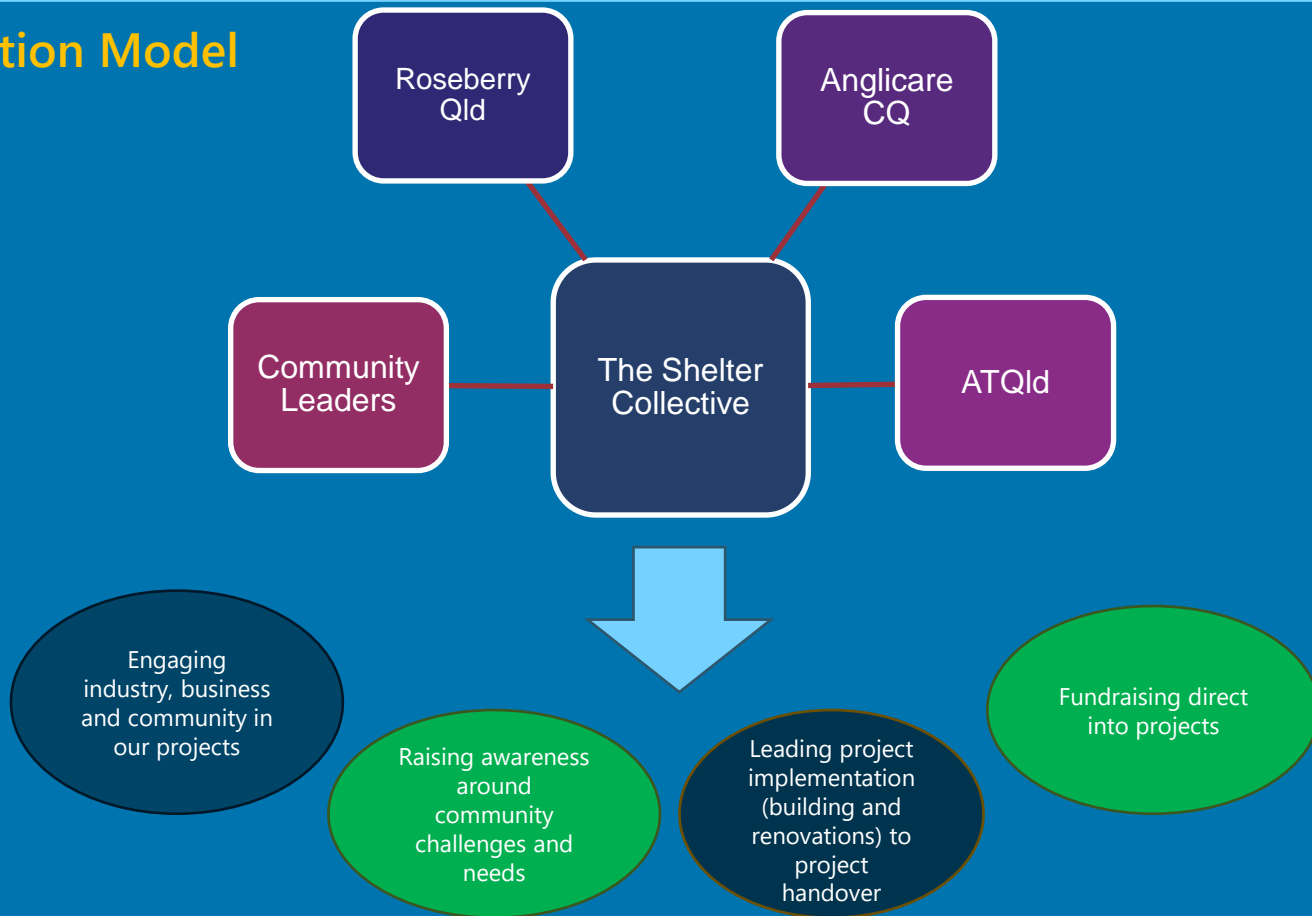 tion Model
Roseberry
Qld
Anglicare
CQ
Community
Leaders
The Shelter
Collective
ATQld
Engaging
industry, business
and community in
our projects
Raising awareness
around
community
challenges and
needs
Leading project
implementation
(building and
renovations) to
project
handover
Fundraising direct
into projects